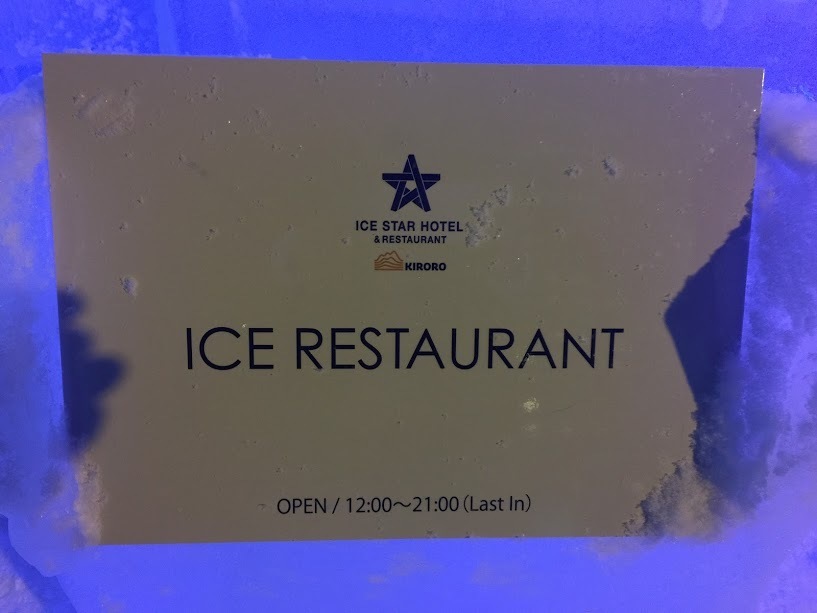 ICE STAR HOTEL
& RESTAURANT
KIRORO
ICE RESTAURANT
OPEN / 12:00～21:00（Last In）